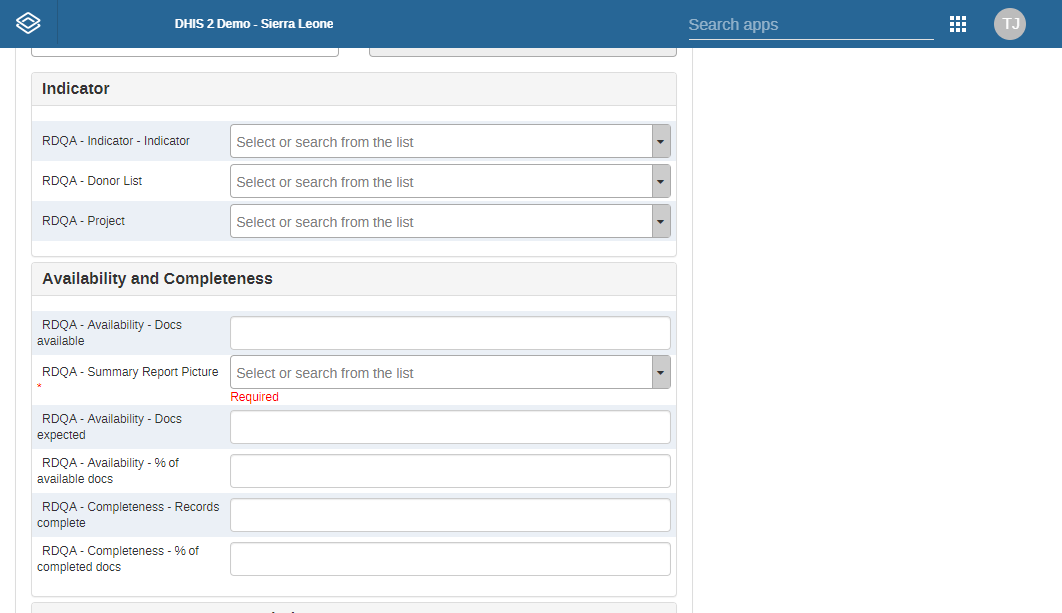 DHIS 2 Demo - Sierra Leone
Search apps
TJ
Indicator
RDQA - Indicator - Indicator
Select or search from the list
RDQA - Donor List
Select or search from the list
RDQA - Project
Select or search from the list
Availability and Completeness
RDQA - Availability - Docs
available
RDQA - Summary Report Picture
*
Select or search from the list
Required
RDQA - Availability - Docs
expected
RDQA - Availability - % of
available docs
RDQA - Completeness - Records
complete
RDQA - Completeness - % of
completed docs